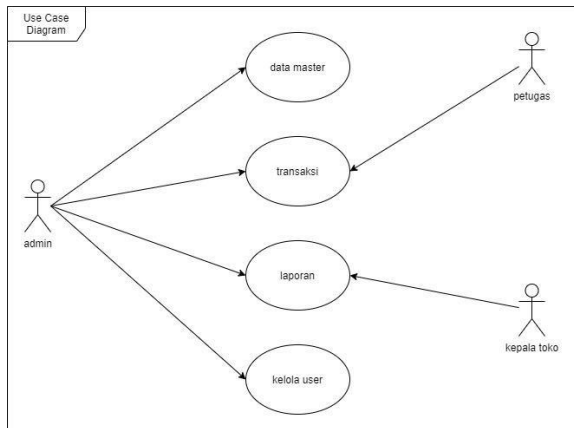 Use Case
Diagram
data master
petugas
transaksi
admin
laporan
kepala toko
kelola user